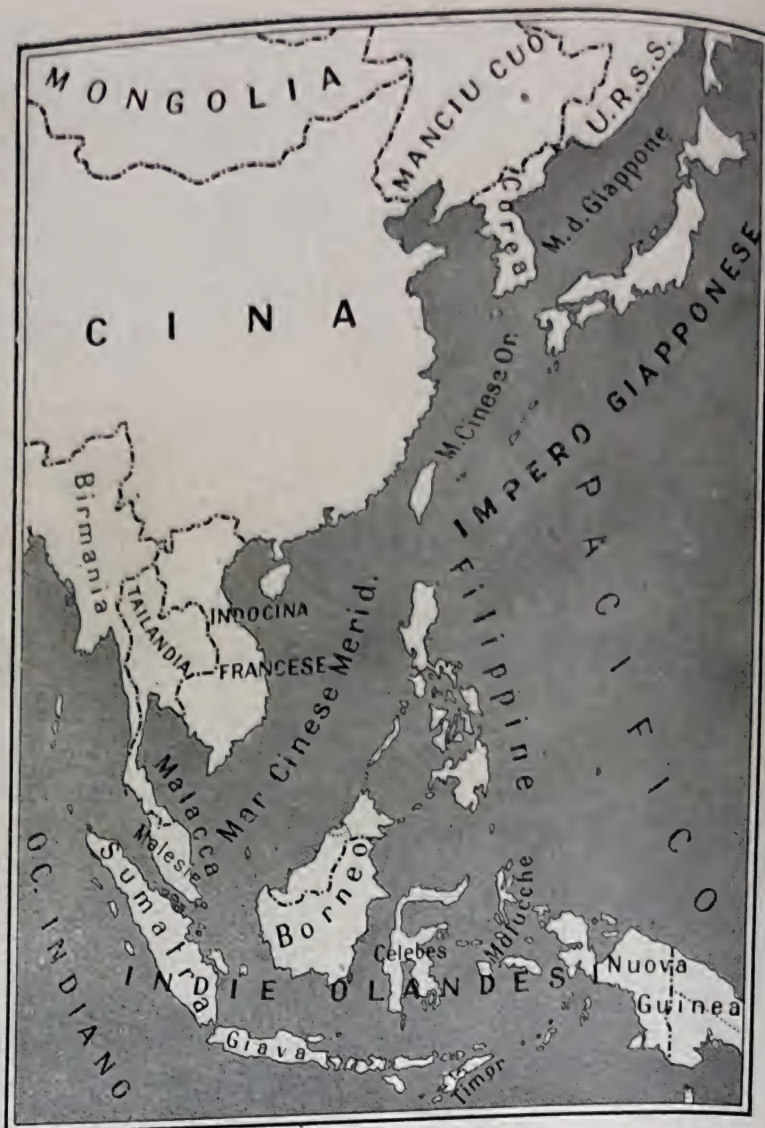 MONGOLIA
MANCIU CUO
U.R.S.S.
Corea
M.d. Giappone
CINA
IMPERO GIAPPONESE
M. Cinese Or.
PACIFICO
Birmania
TAILANDIA
INDOCINA
FRANCESE
Filippine
Mar Cinese Merid.
Malacca
Malesia
OC. INDIANO
Sumatra
Borneo
Celebes
Molucche
INDIE OLANDESI
Nuova
Guinea
Giava
Timor